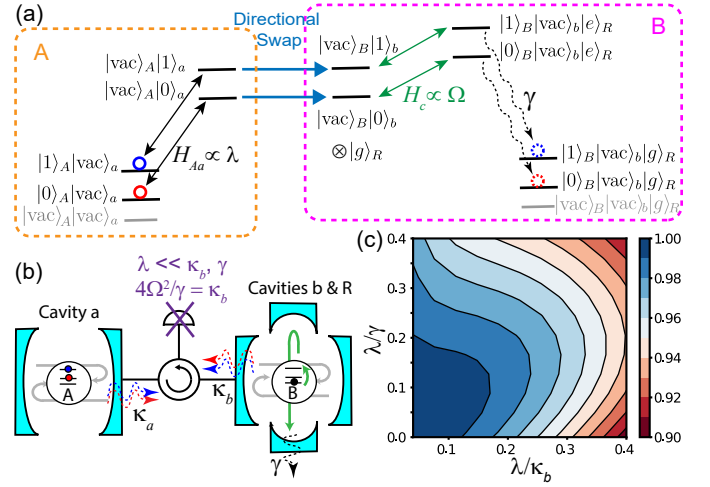 (a)
A
Directional
Swap
B
|vac⟩_A|1⟩_a
|vac⟩_A|0⟩_a
|vac⟩_B|1⟩_b
|vac⟩_B|0⟩_b
⊗|g⟩_R
|1⟩_B|vac⟩_b|e⟩_R
|0⟩_B|vac⟩_b|e⟩_R
H_c ∝ Ω
γ
H_{Aa} ∝ λ
|1⟩_A|vac⟩_a
|0⟩_A|vac⟩_a
|vac⟩_A|vac⟩_a
|1⟩_B|vac⟩_b|g⟩_R
|0⟩_B|vac⟩_b|g⟩_R
|vac⟩_B|vac⟩_b|g⟩_R
(b)
λ << κ_b, γ
4Ω²/γ = κ_b
Cavity a
Cavities b & R
A
B
κ_a
κ_b
γ
(c)
λ/γ
0.4
0.3
0.2
0.1
0.0
0.1 0.2 0.3 0.4
λ/κ_b
1.00
0.98
0.96
0.94
0.92
0.90